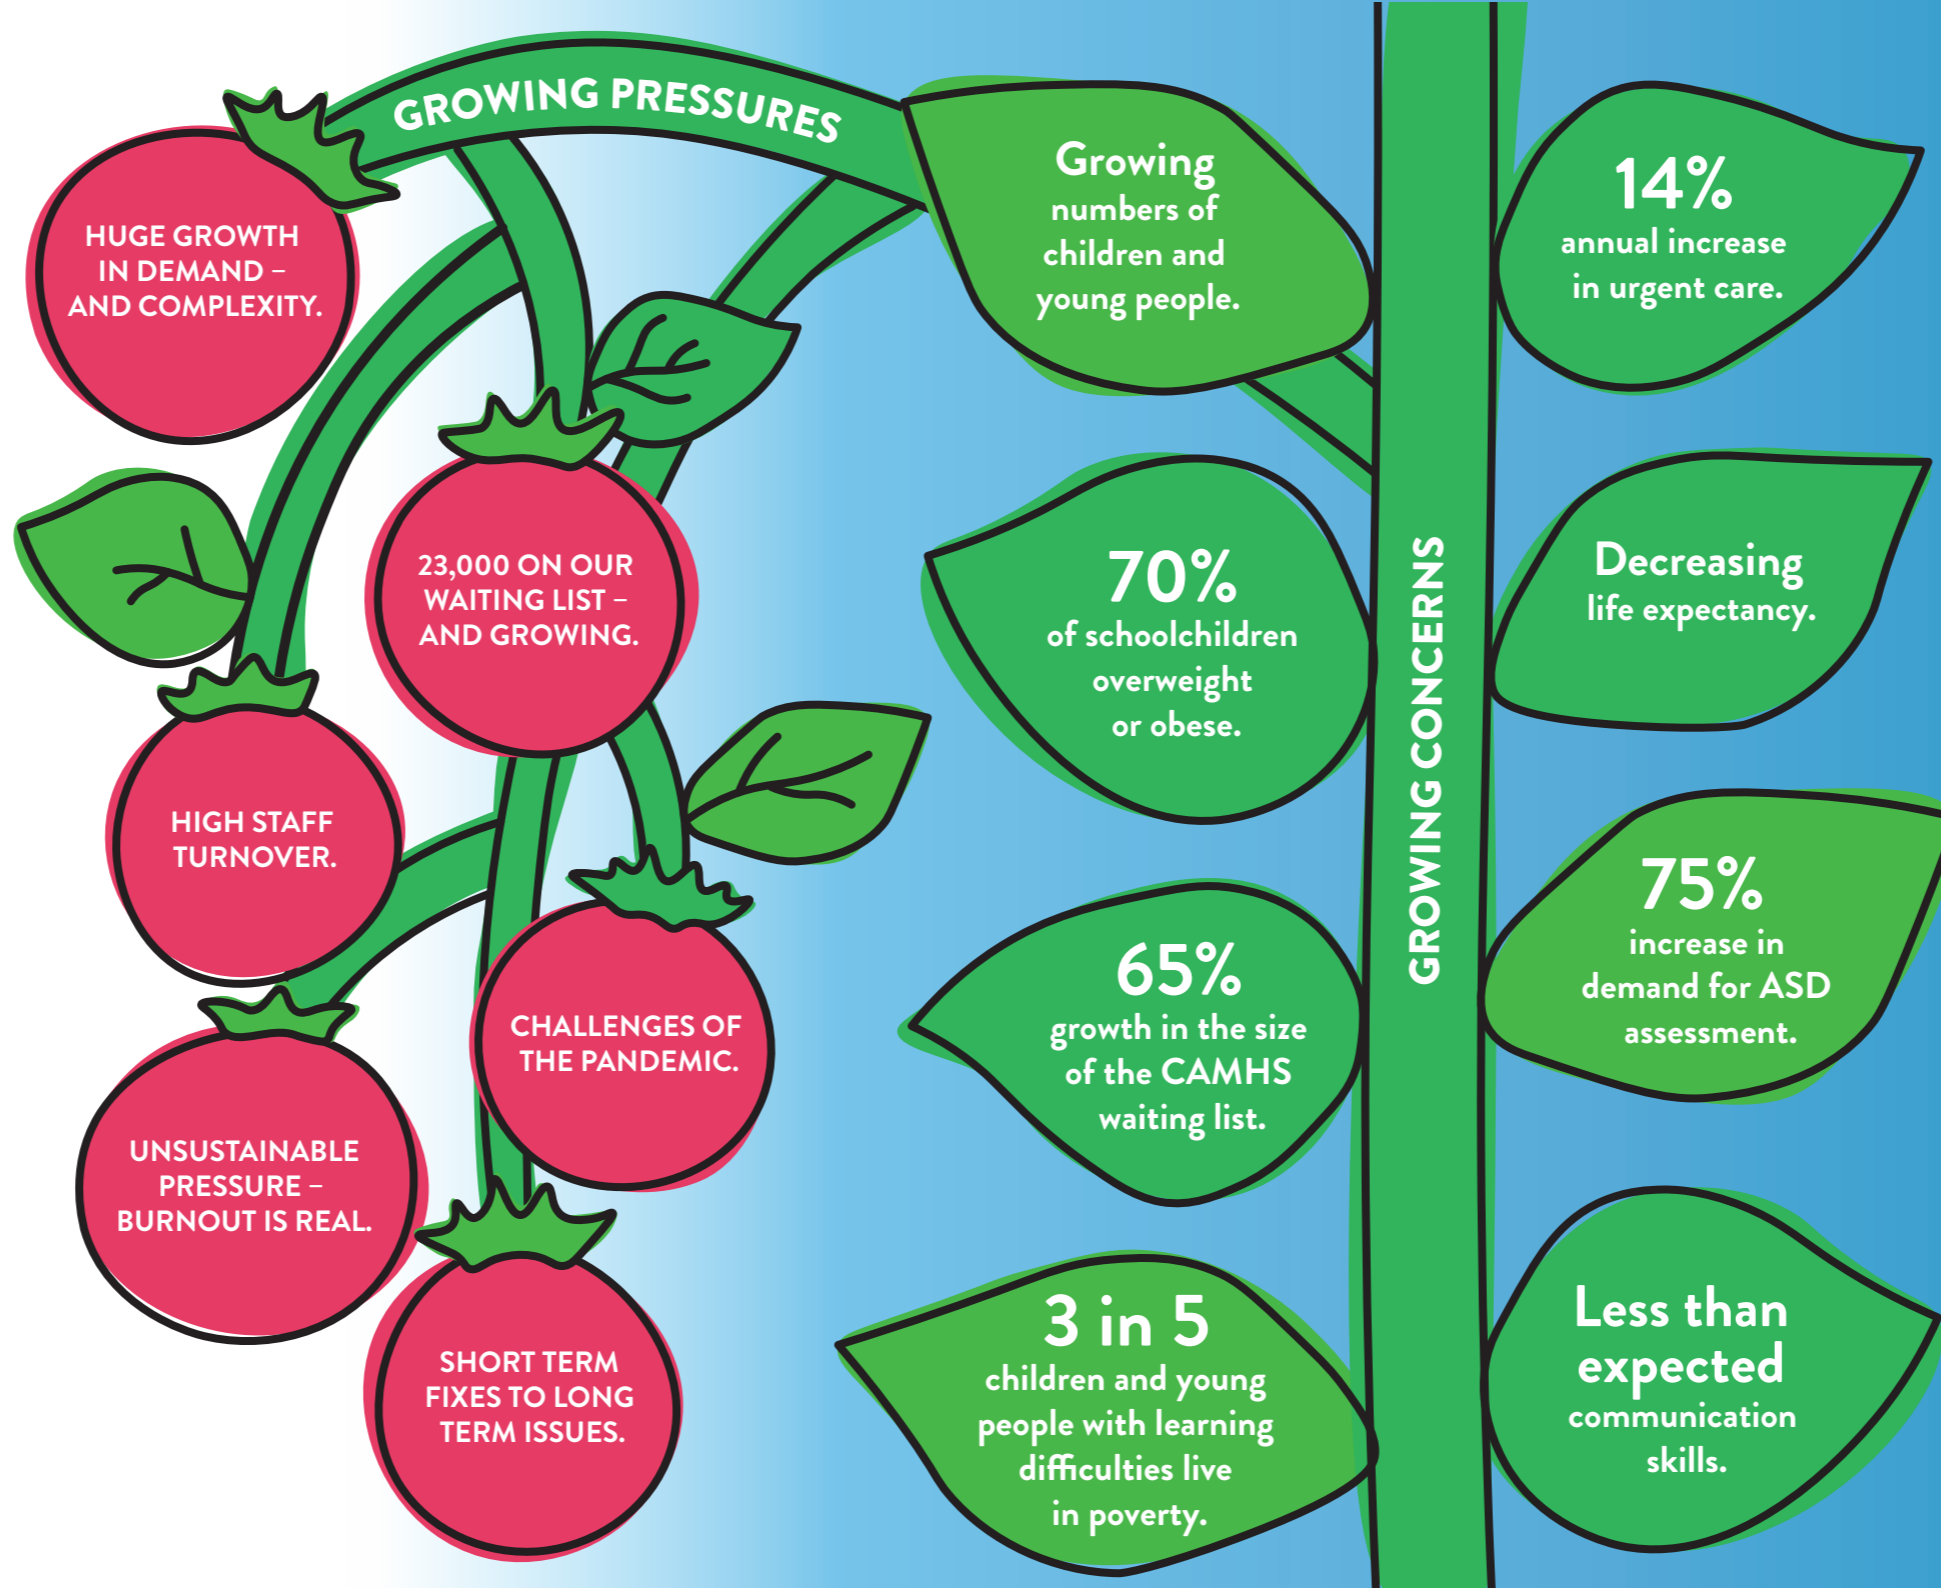 GROWING PRESSURES
HUGE GROWTH
IN DEMAND –
AND COMPLEXITY.
23,000 ON OUR
WAITING LIST –
AND GROWING.
HIGH STAFF
TURNOVER.
CHALLENGES OF
THE PANDEMIC.
UNSUSTAINABLE
PRESSURE –
BURNOUT IS REAL.
SHORT TERM
FIXES TO LONG
TERM ISSUES.
GROWING CONCERNS
Growing
numbers of
children and
young people.
14%
annual increase
in urgent care.
70%
of schoolchildren
overweight
or obese.
Decreasing
life expectancy.
65%
growth in the size
of the CAMHS
waiting list.
75%
increase in
demand for ASD
assessment.
3 in 5
children and young
people with learning
difficulties live
in poverty.
Less than
expected
communication
skills.